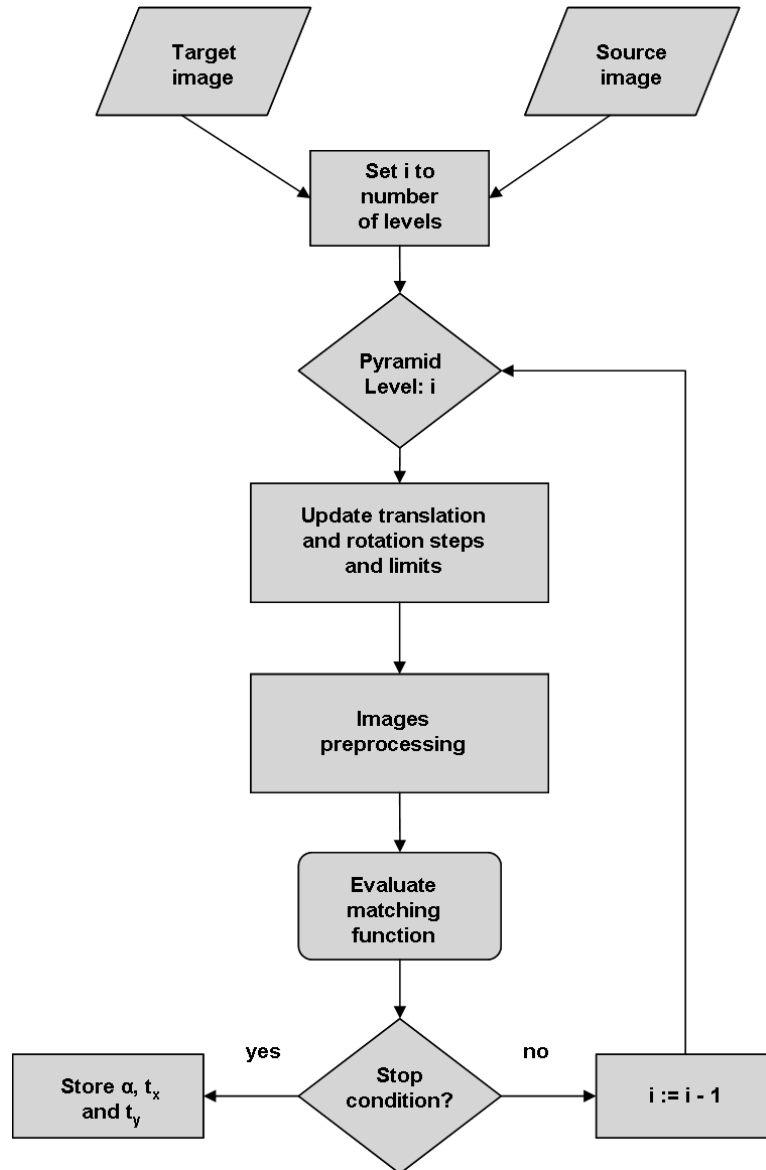 Target
image
Source
image
Set i to
number
of levels
Pyramid
Level: i
Update translation
and rotation steps
and limits
Images
preprocessing
Evaluate
matching
function
yes
Stop
condition?
no
Store α, tₓ
and t_y
i := i - 1